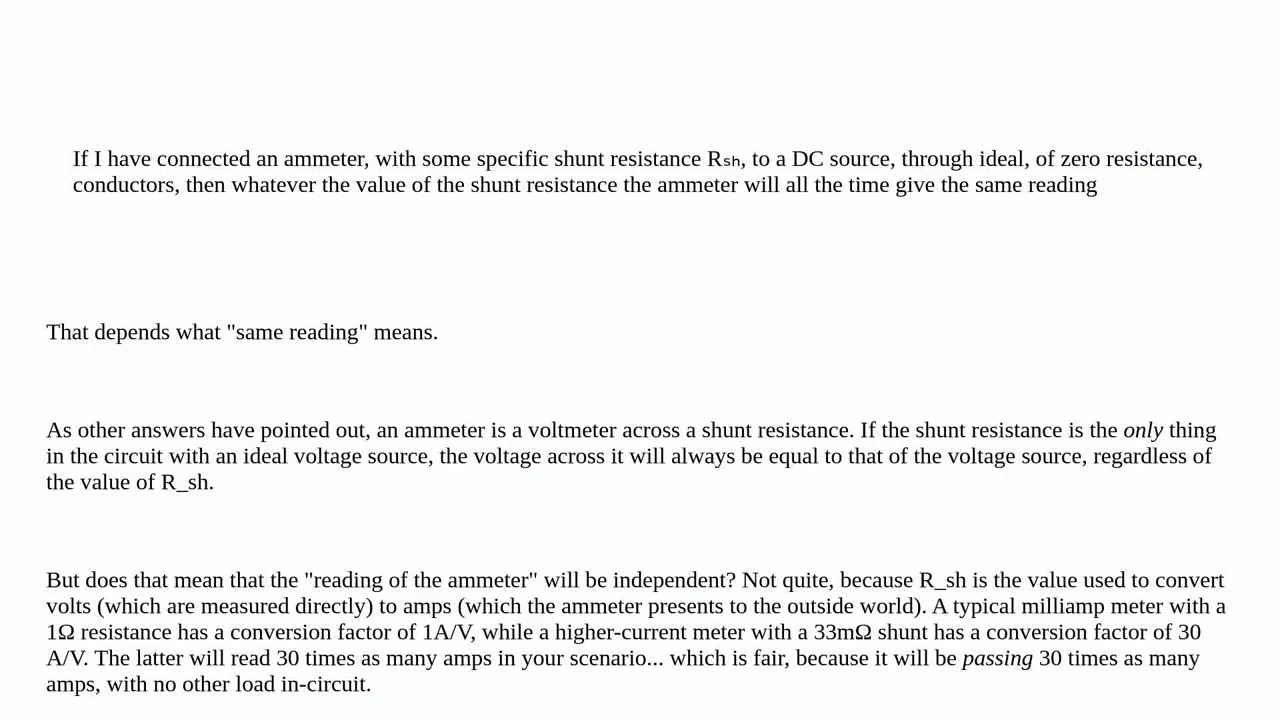 If I have connected an ammeter, with some specific shunt resistance Rₛₕ, to a DC source, through ideal, of zero resistance,
conductors, then whatever the value of the shunt resistance the ammeter will all the time give the same reading
That depends what "same reading" means.
As other answers have pointed out, an ammeter is a voltmeter across a shunt resistance. If the shunt resistance is the only thing
in the circuit with an ideal voltage source, the voltage across it will always be equal to that of the voltage source, regardless of
the value of R_sh.
But does that mean that the "reading of the ammeter" will be independent? Not quite, because R_sh is the value used to convert
volts (which are measured directly) to amps (which the ammeter presents to the outside world). A typical milliamp meter with a
1Ω resistance has a conversion factor of 1A/V, while a higher-current meter with a 33mΩ shunt has a conversion factor of 30
A/V. The latter will read 30 times as many amps in your scenario... which is fair, because it will be passing 30 times as many
amps, with no other load in-circuit.